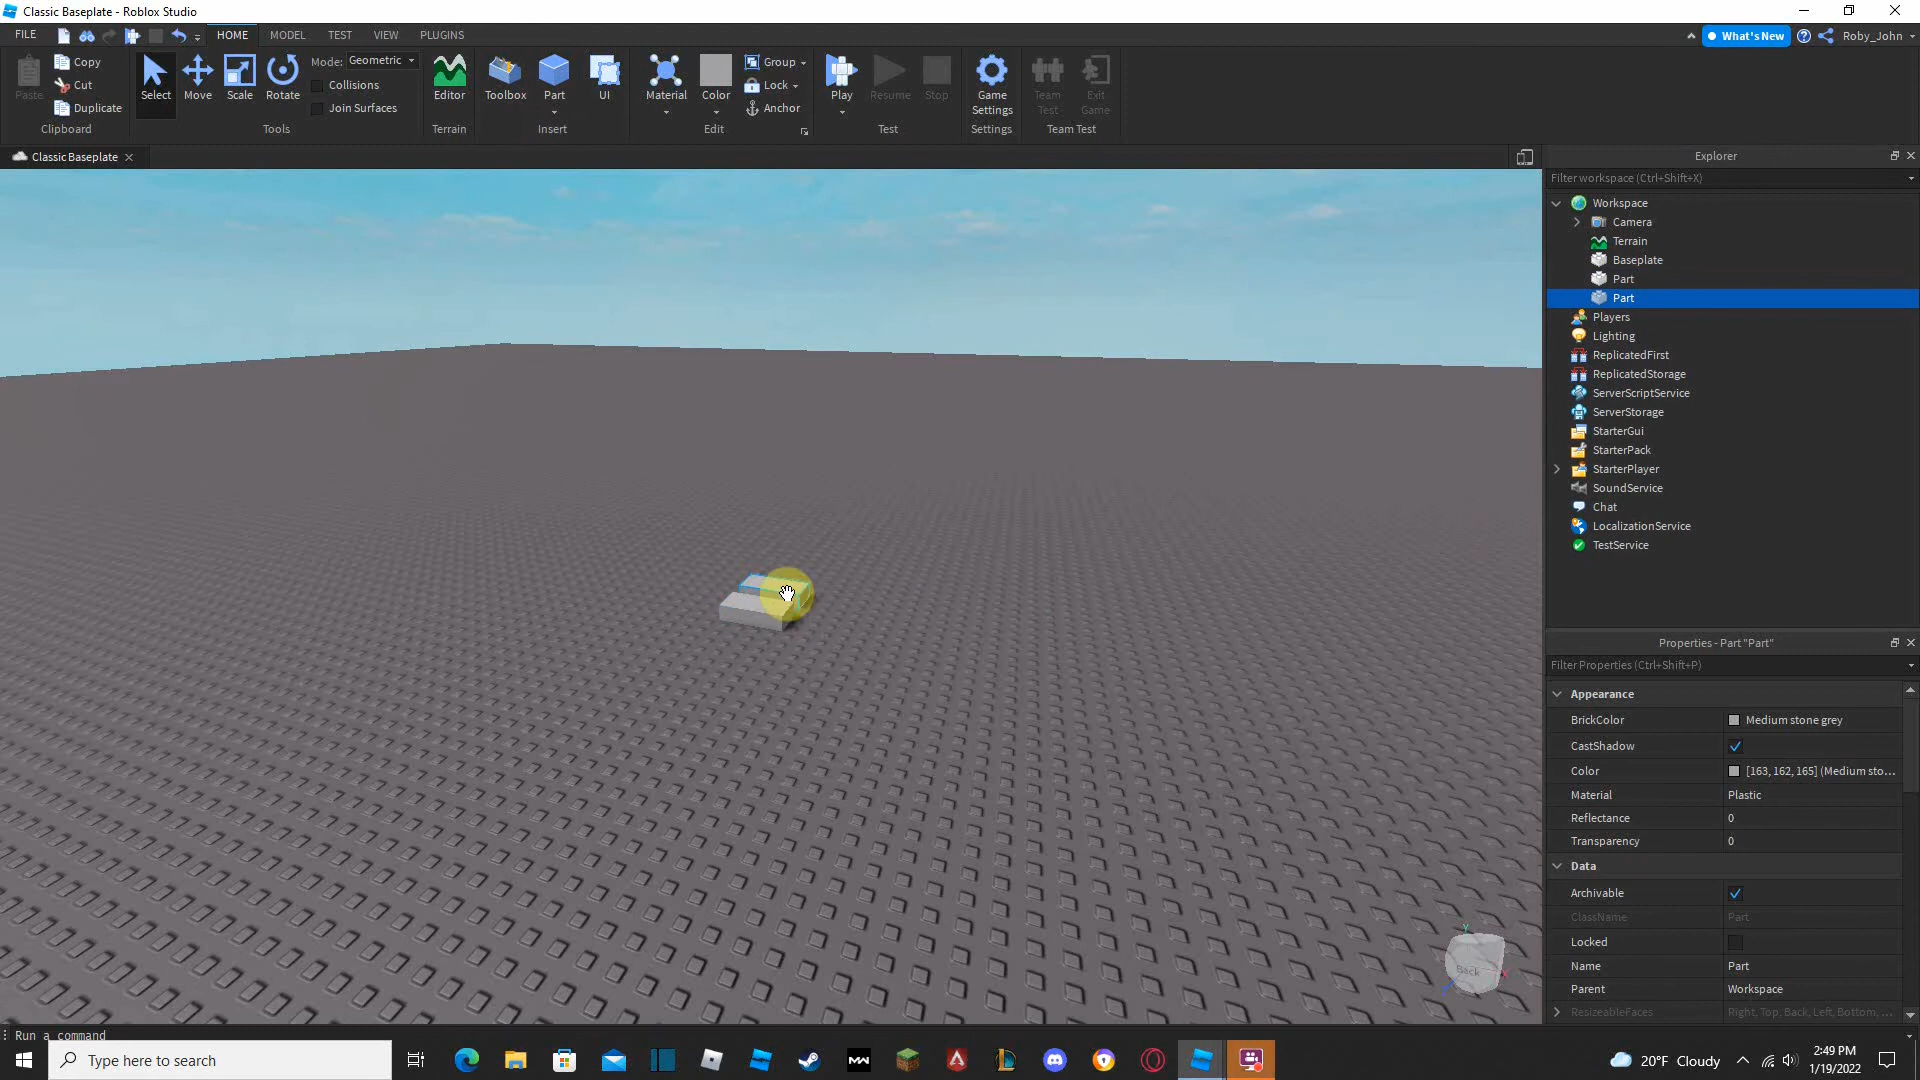 Classic Baseplate - Roblox Studio
FILE HOME MODEL TEST VIEW PLUGINS What's New Roby_John
Paste Copy Cut Duplicate Clipboard
Select Move Scale Rotate Mode: Geometric Collisions Join Surfaces Tools
Editor Terrain
Toolbox Part UI Insert
Material Color Group Lock Anchor Edit
Play Resume Stop Test
Game Settings Settings
Team Test Exit Game Team Test
Classic Baseplate
Explorer
Filter workspace (Ctrl+Shift+X)
Workspace
Camera
Terrain
Baseplate
Part
Part
Players
Lighting
ReplicatedFirst
ReplicatedStorage
ServerScriptService
ServerStorage
StarterGui
StarterPack
StarterPlayer
SoundService
Chat
LocalizationService
TestService
Properties - Part "Part"
Filter Properties (Ctrl+Shift+P)
Appearance
BrickColor Medium stone grey
CastShadow
Color [163, 162, 165] (Medium sto...
Material Plastic
Reflectance 0
Transparency 0
Data
Archivable
ClassName Part
Locked
Name Part
Parent Workspace
ResizeableFaces Right, Top, Back, Left, Bottom, ...
Y
Back
X
Run a command
Type here to search
20°F Cloudy
2:49 PM
1/19/2022